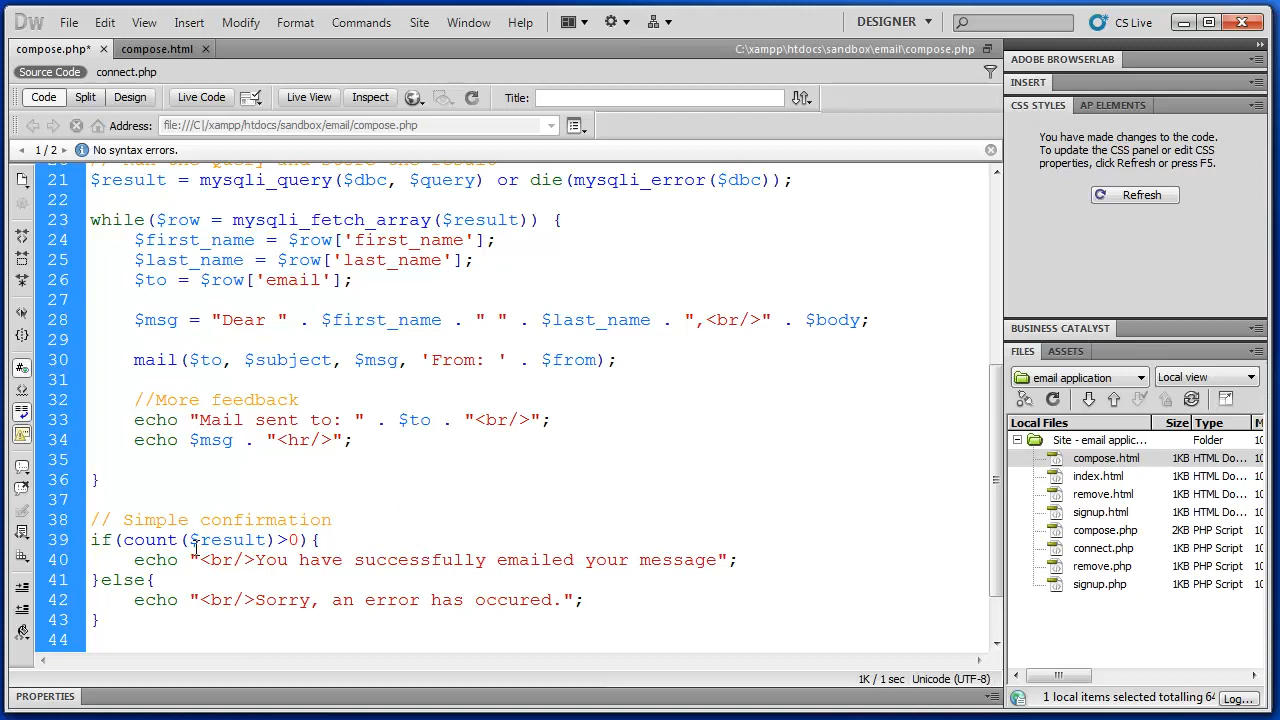 Dw File Edit View Insert Modify Format Commands Site Window Help DESIGNER CS Live
compose.php* compose.html C:\xampp\htdocs\sandbox\email\compose.php
Source Code connect.php
Code Split Design Live Code Live View Inspect Title:
Address: file:///C|/xampp/htdocs/sandbox/email/compose.php
1 / 2 No syntax errors.
21 $result = mysqli_query($dbc, $query) or die(mysqli_error($dbc));
22
23 while($row = mysqli_fetch_array($result)) {
24 $first_name = $row['first_name'];
25 $last_name = $row['last_name'];
26 $to = $row['email'];
27
28 $msg = "Dear " . $first_name . " " . $last_name . ",<br/>" . $body;
29
30 mail($to, $subject, $msg, 'From: ' . $from);
31
32 //More feedback
33 echo "Mail sent to: " . $to . "<br/>";
34 echo $msg . "<hr/>";
35
36 }
37
38 // Simple confirmation
39 if(count($result)>0){
40 echo "<br/>You have successfully emailed your message";
41 }else{
42 echo "<br/>Sorry, an error has occured.";
43 }
44
1K / 1 sec Unicode (UTF-8)
PROPERTIES
ADOBE BROWSERLAB
INSERT
CSS STYLES AP ELEMENTS
You have made changes to the code.
To update the CSS panel or edit CSS
properties, click Refresh or press F5.
Refresh
BUSINESS CATALYST
FILES ASSETS
email application Local view
Local Files Size Type
Site - email applic... Folder
compose.html 1KB HTML Do...
index.html 1KB HTML Do...
remove.html 1KB HTML Do...
signup.html 1KB HTML Do...
compose.php 2KB PHP Script
connect.php 1KB PHP Script
remove.php 1KB PHP Script
signup.php 1KB PHP Script
1 local items selected totalling 64 Log...